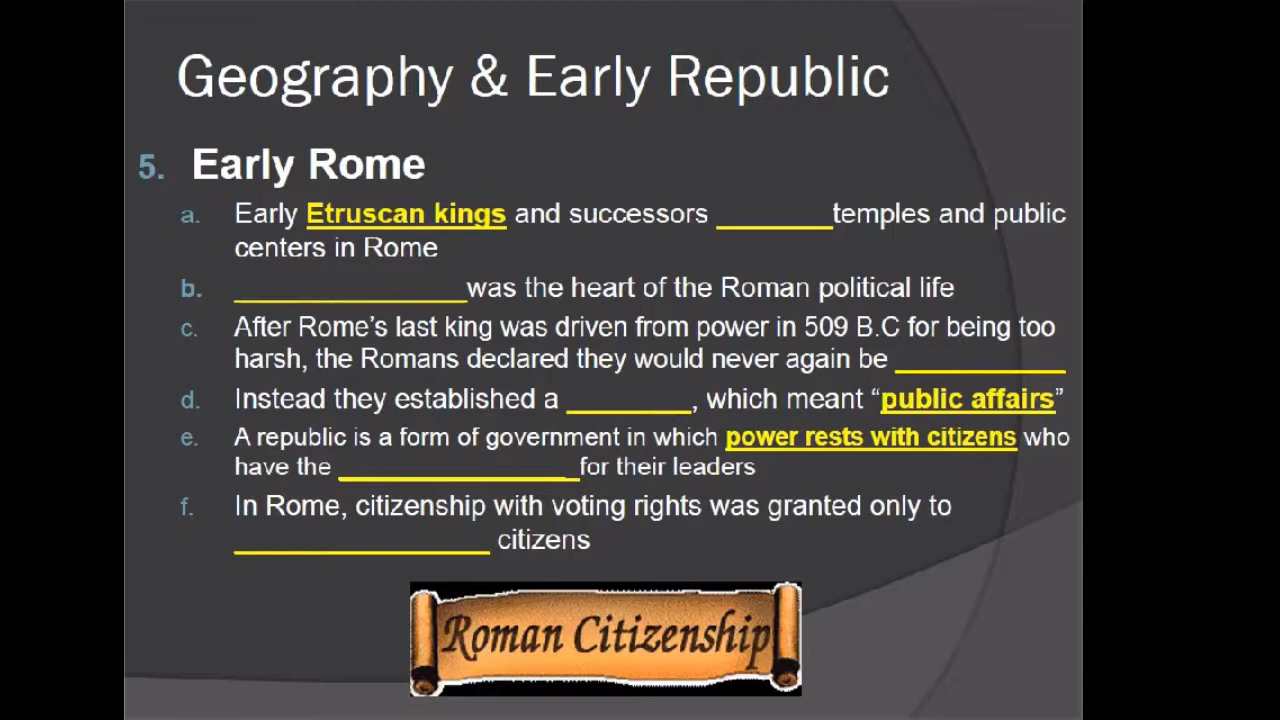 Geography & Early Republic
5. Early Rome
a. Early Etruscan kings and successors ________temples and public
centers in Rome
b. ________________was the heart of the Roman political life
c. After Rome’s last king was driven from power in 509 B.C for being too
harsh, the Romans declared they would never again be ____________
d. Instead they established a ________, which meant “public affairs”
e. A republic is a form of government in which power rests with citizens who
have the ________________ for their leaders
f. In Rome, citizenship with voting rights was granted only to
__________________ citizens
Roman Citizenship